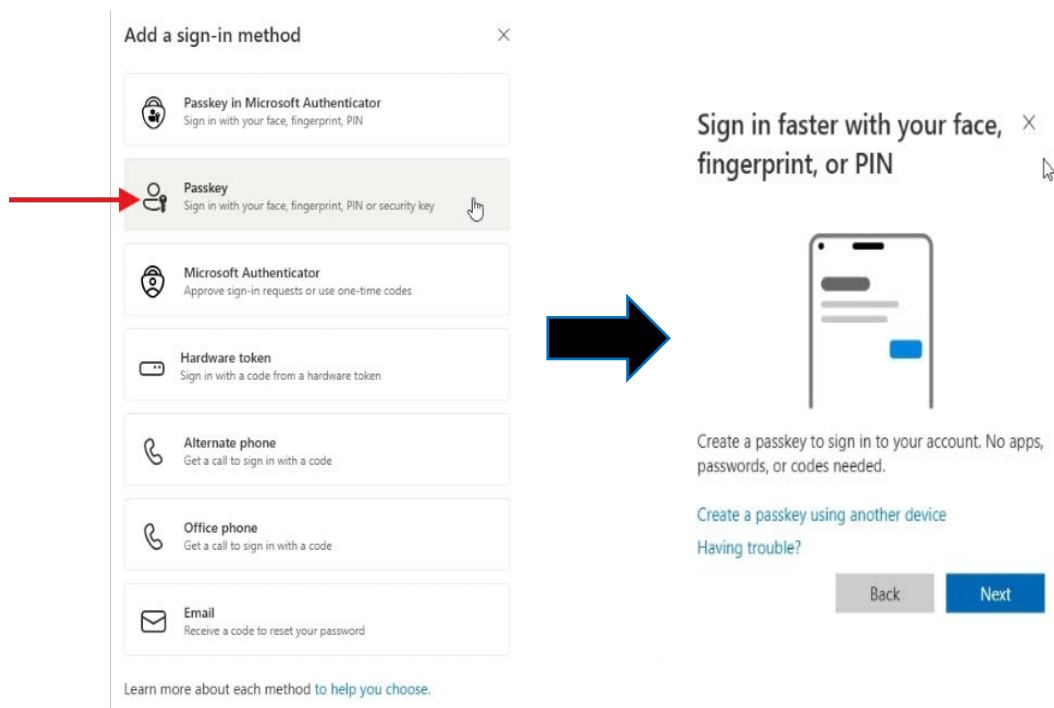 Add a sign-in method
Passkey in Microsoft Authenticator
Sign in with your face, fingerprint, PIN
Passkey
Sign in with your face, fingerprint, PIN or security key
Microsoft Authenticator
Approve sign-in requests or use one-time codes
Hardware token
Sign in with a code from a hardware token
Alternate phone
Get a call to sign in with a code
Office phone
Get a call to sign in with a code
Email
Receive a code to reset your password
Learn more about each method to help you choose.
Sign in faster with your face,
fingerprint, or PIN
Create a passkey to sign in to your account. No apps,
passwords, or codes needed.
Create a passkey using another device
Having trouble?
Back
Next